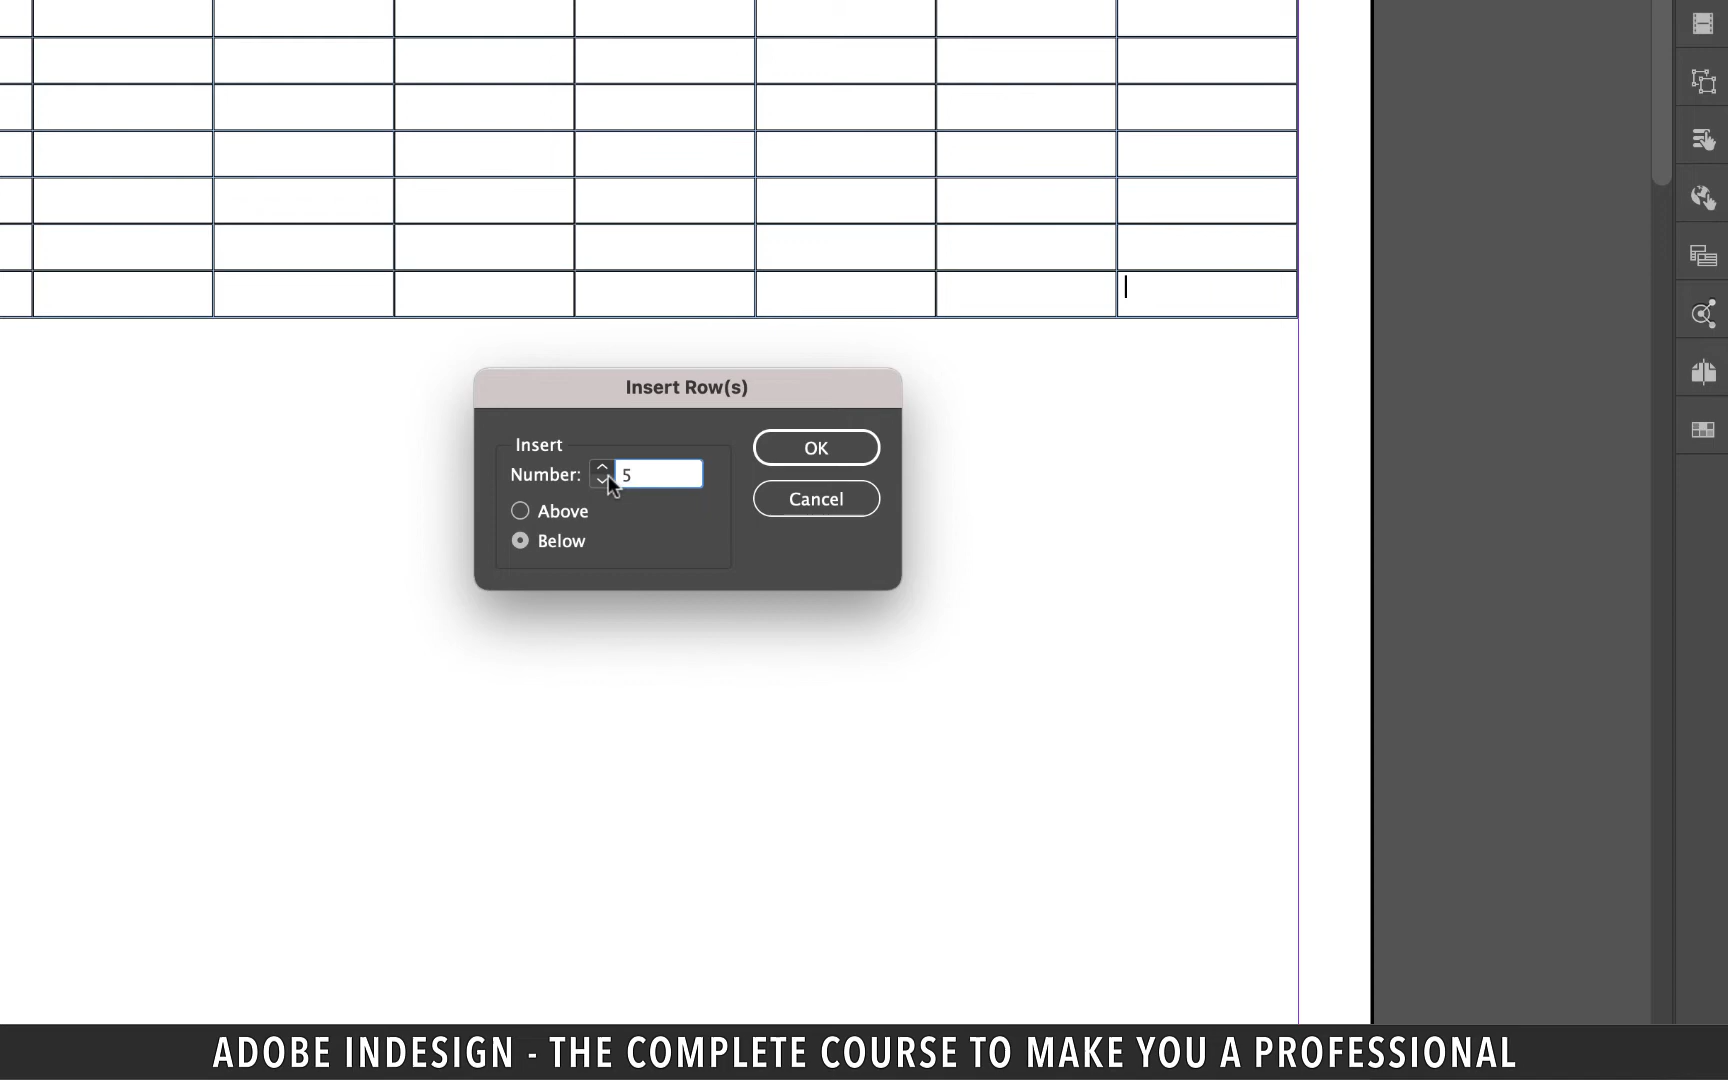 Insert Row(s)
Insert
Number: 5
Above
Below
OK
Cancel
ADOBE INDESIGN - THE COMPLETE COURSE TO MAKE YOU A PROFESSIONAL